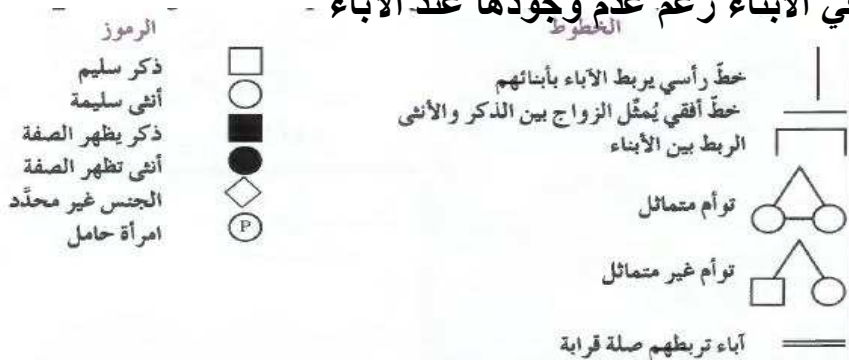 ي الأبناء رغم عدم وجودها عند الآباء
الخطوط
خطّ رأسي يربط الآباء بأبنائهم
خطّ أفقي يُمثّل الزواج بين الذكر والأنثى
الربط بين الأبناء
توأم متماثل
توأم غير متماثل
آباء تربطهم صلة قرابة
الرموز
ذكر سليم
أنثى سليمة
ذكر يظهر الصفة
أنثى تظهر الصفة
الجنس غير محدَّد
امرأة حامل
P